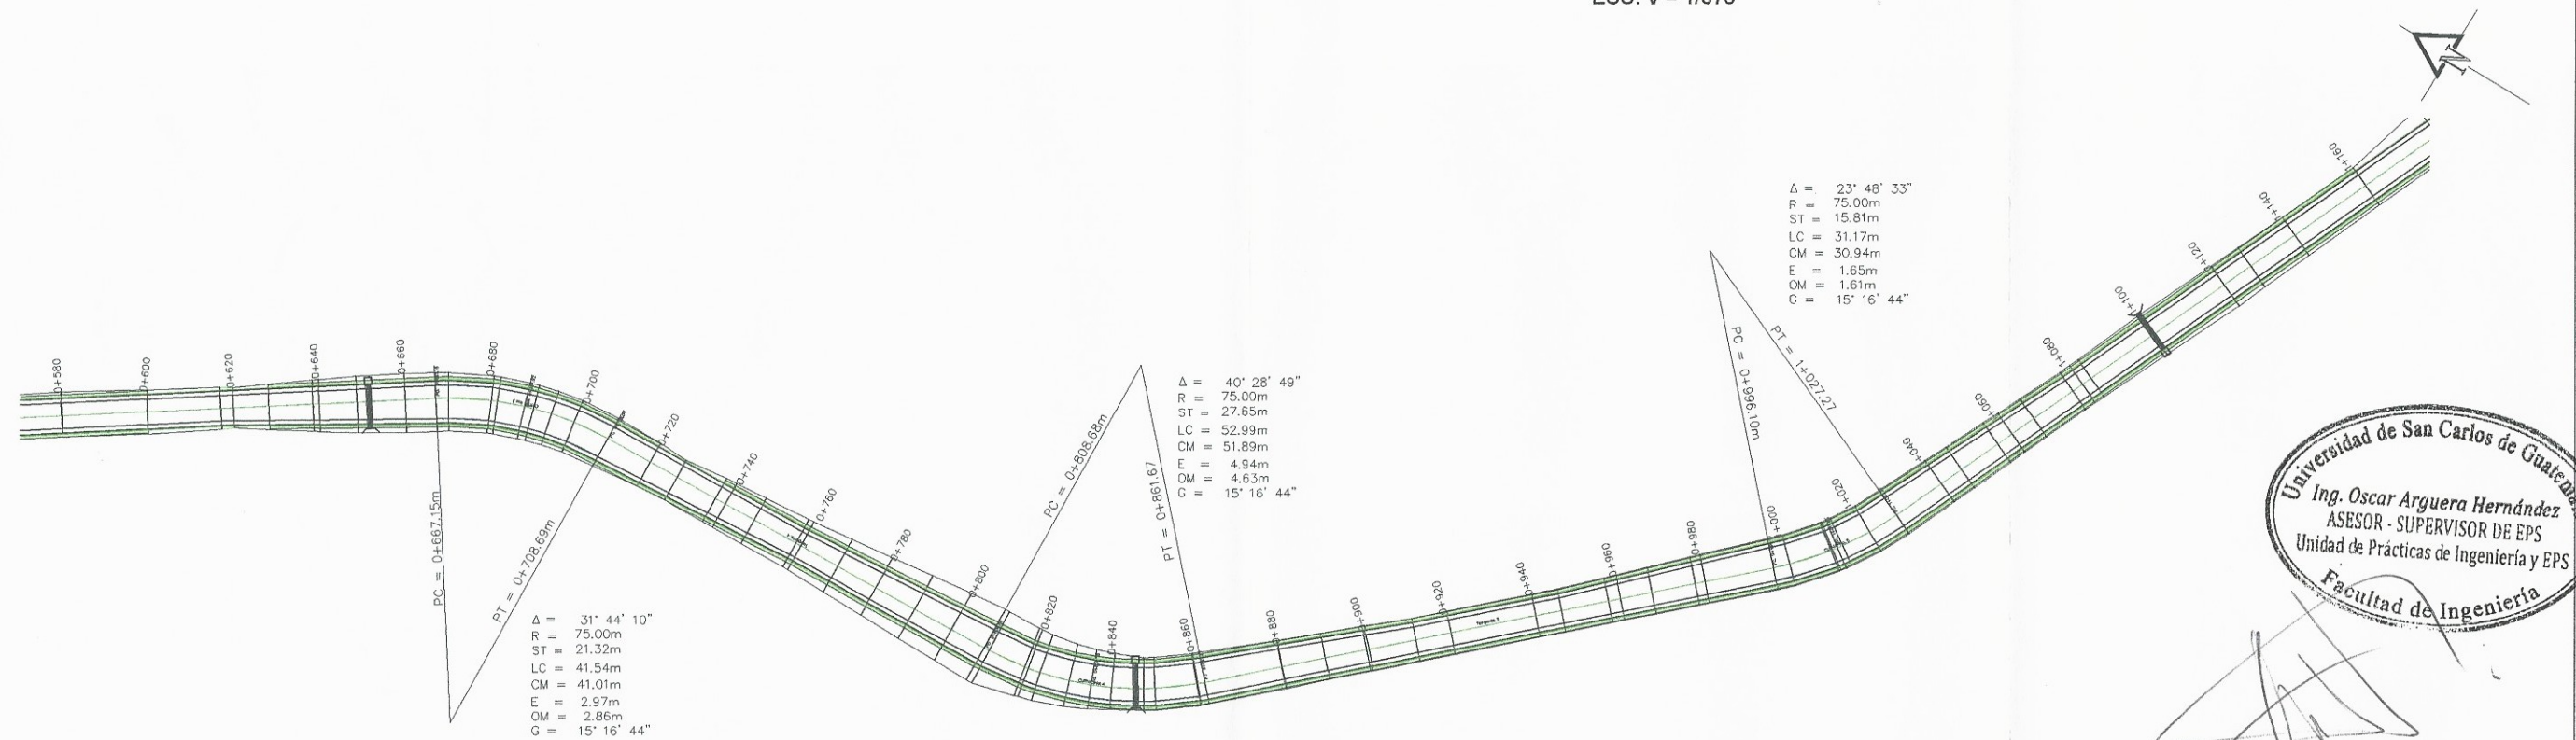 N
0+580
0+600
0+620
0+640
0+660
0+680
0+700
0+720
0+740
0+760
0+780
0+800
0+820
0+840
0+860
0+880
0+900
0+920
0+940
0+960
0+980
1+020
1+040
1+060
1+080
1+100
1+120
1+140
1+160
PC = 0+667.15m
PT = 0+708.69m
Δ = 31° 44' 10"
R = 75.00m
ST = 21.32m
LC = 41.54m
CM = 41.01m
E = 2.97m
OM = 2.86m
G = 15° 16' 44"
PC = 0+808.68m
PT = 0+861.67
Δ = 40° 28' 49"
R = 75.00m
ST = 27.65m
LC = 52.99m
CM = 51.89m
E = 4.94m
OM = 4.63m
G = 15° 16' 44"
PC = 0+996.10m
PT = 1+027.27
Δ = 23° 48' 33"
R = 75.00m
ST = 15.81m
LC = 31.17m
CM = 30.94m
E = 1.65m
OM = 1.61m
G = 15° 16' 44"
Universidad de San Carlos de Guatema
Ing. Oscar Arguera Hernández
ASESOR - SUPERVISOR DE EPS
Unidad de Prácticas de Ingeniería y EPS
Facultad de Ingeniería